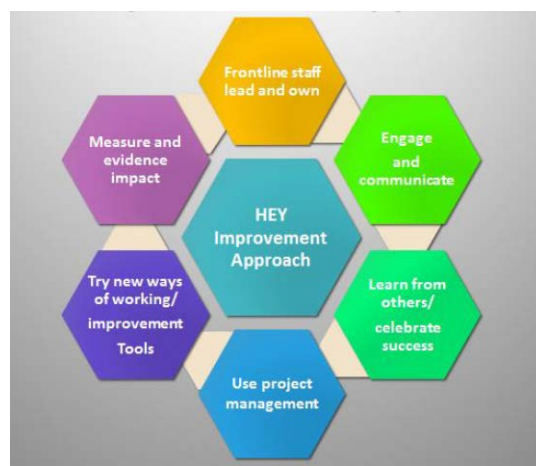 Frontline staff
lead and own
Engage
and
communicate
Learn from
others/
celebrate
success
Use project
management
Try new ways
of working/
improvement
Tools
Measure and
evidence
impact
HEY
Improvement
Approach